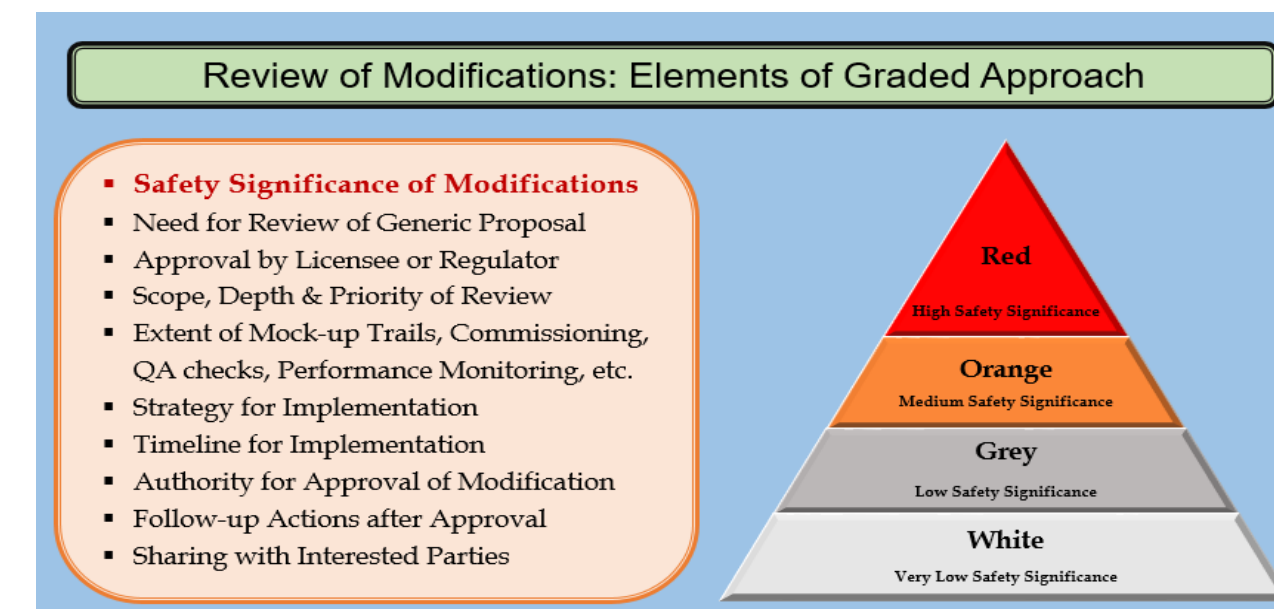 Review of Modifications: Elements of Graded Approach
▪ Safety Significance of Modifications
▪ Need for Review of Generic Proposal
▪ Approval by Licensee or Regulator
▪ Scope, Depth & Priority of Review
▪ Extent of Mock-up Trails, Commissioning,
QA checks, Performance Monitoring, etc.
▪ Strategy for Implementation
▪ Timeline for Implementation
▪ Authority for Approval of Modification
▪ Follow-up Actions after Approval
▪ Sharing with Interested Parties
Red
High Safety Significance
Orange
Medium Safety Significance
Grey
Low Safety Significance
White
Very Low Safety Significance